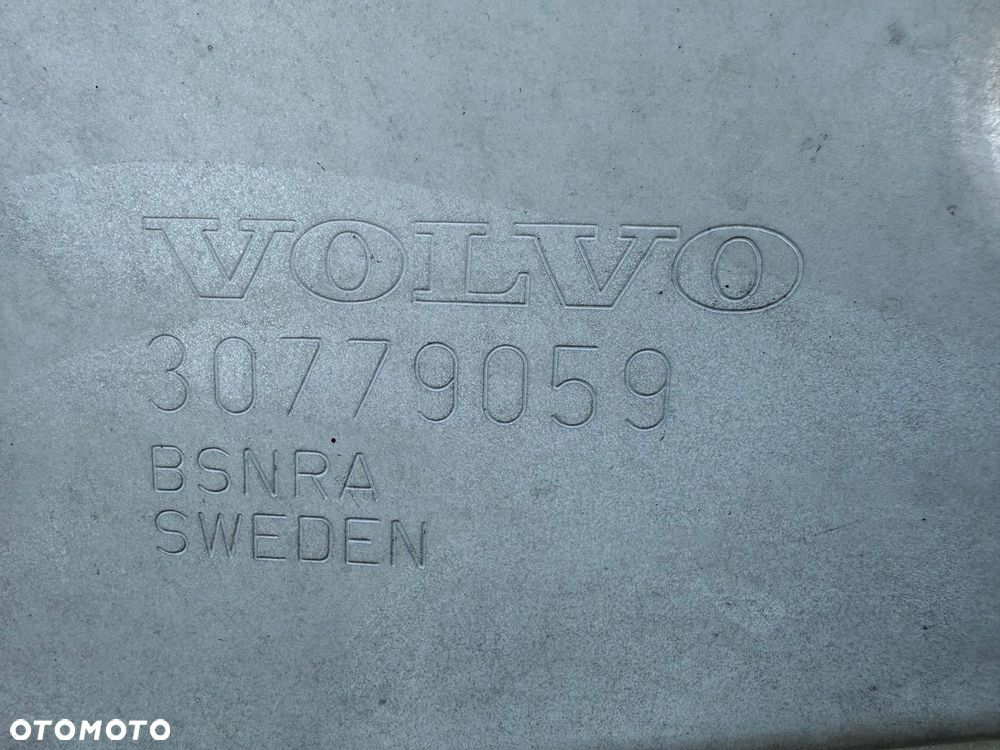 VOLVO
30779059
BSNRA
SWEDEN
OTOMOTO